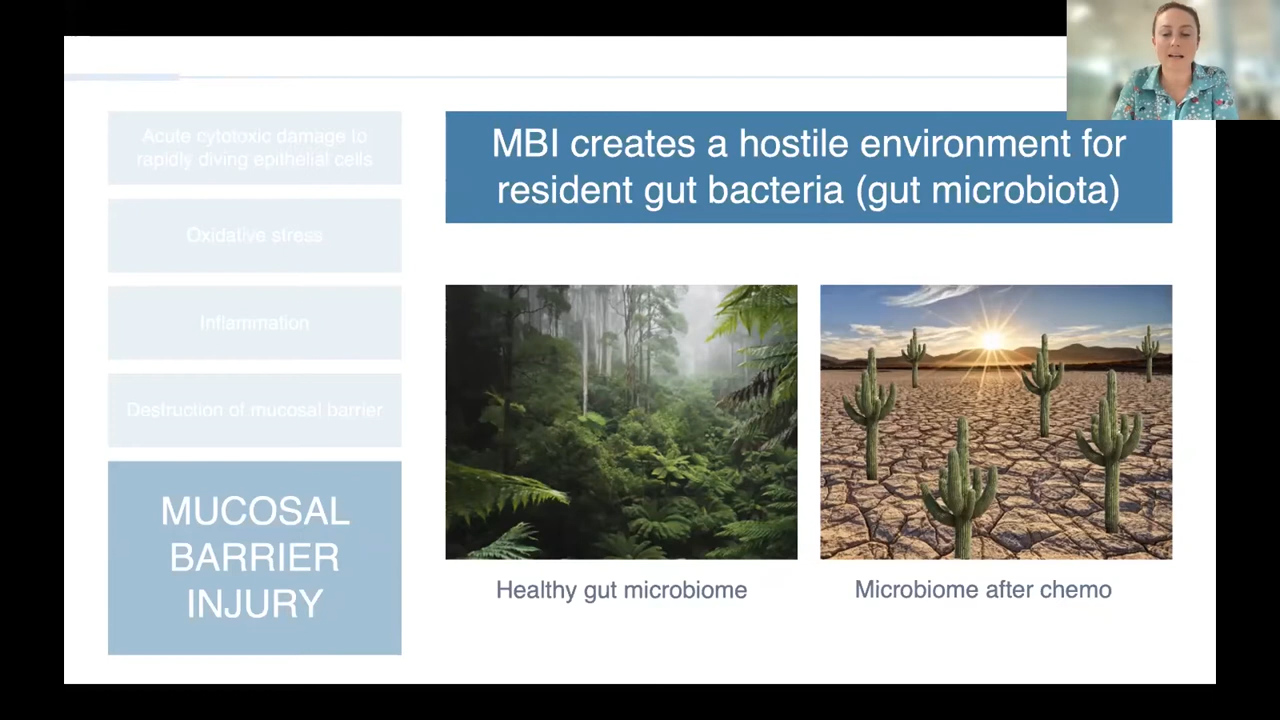 Acute cytotoxic damage to
rapidly diving epithelial cells
Oxidative stress
Inflammation
Destruction of mucosal barrier
MUCOSAL
BARRIER
INJURY
MBI creates a hostile environment for
resident gut bacteria (gut microbiota)
Healthy gut microbiome
Microbiome after chemo